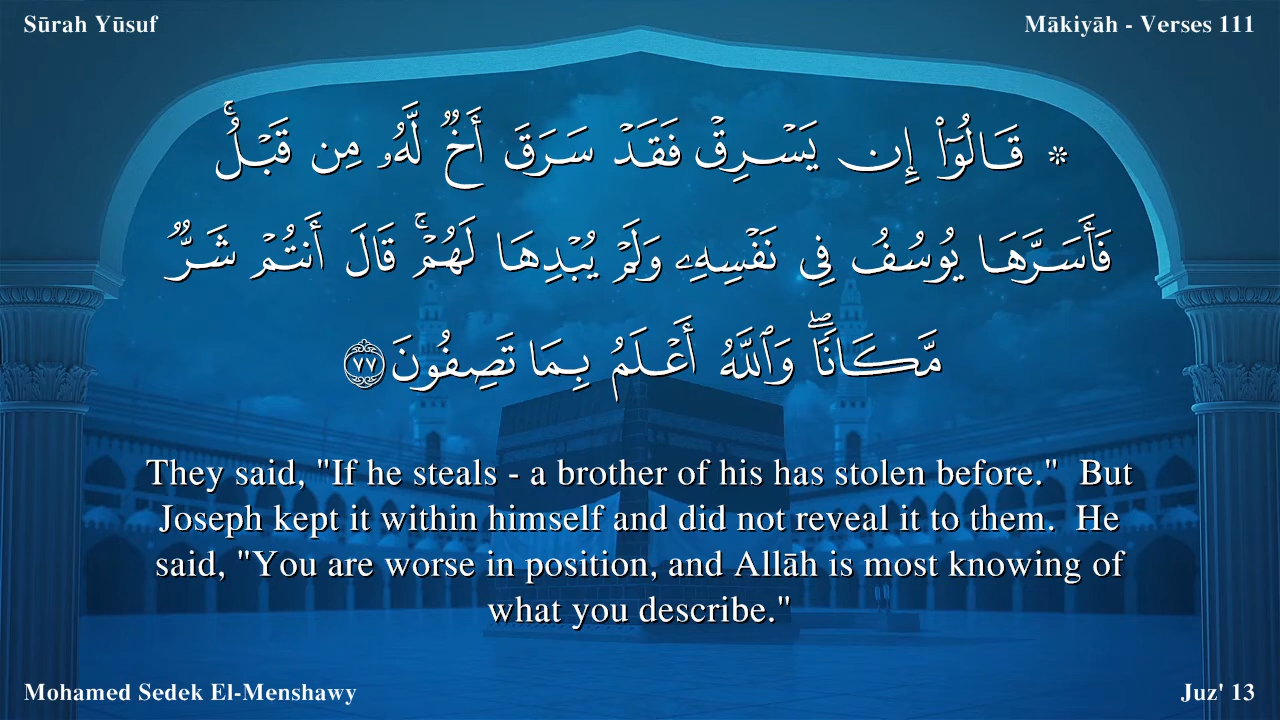 Sūrah Yūsuf
Mākiyāh - Verses 111
۞ قَالُوٓا۟ إِن يَسْرِقْ فَقَدْ سَرَقَ أَخٌ لَّهُۥ مِن قَبْلُ ۚ
فَأَسَرَّهَا يُوسُفُ فِى نَفْسِهِۦ وَلَمْ يُبْدِهَا لَهُمْ ۚ قَالَ أَنتُمْ شَرٌّ
مَّكَانًا ۖ وَٱللَّهُ أَعْلَمُ بِمَا تَصِفُونَ ٧٧
They said, "If he steals - a brother of his has stolen before."  But
Joseph kept it within himself and did not reveal it to them.  He
said, "You are worse in position, and Allāh is most knowing of
what you describe."
Mohamed Sedek El-Menshawy
Juz' 13